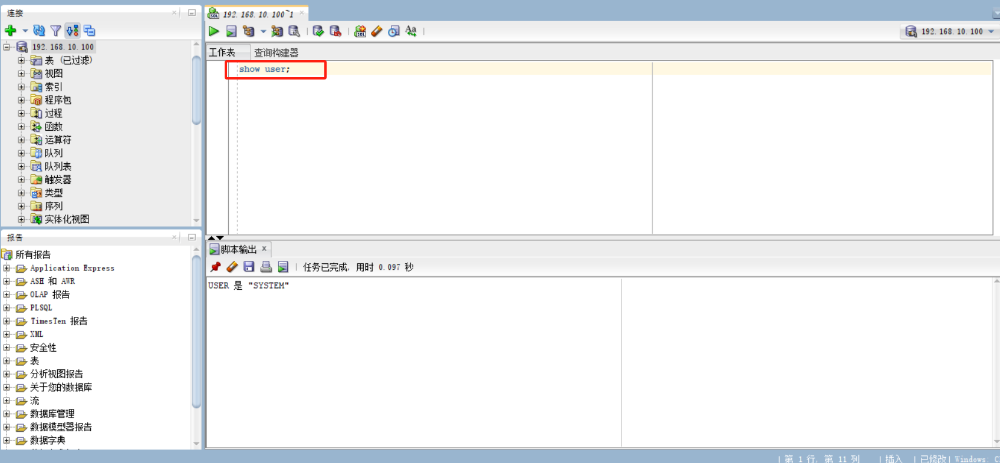 连接
192.168.10.100
表 (已过滤)
视图
索引
程序包
过程
函数
运算符
队列
队列表
触发器
类型
序列
实体化视图
报告
所有报告
Application Express
ASH 和 AWR
OLAP 报告
PLSQL
TimesTen 报告
XML
安全性
表
分析视图报告
关于您的数据库
流
数据库管理
数据模型器报告
数据字典
192.168.10.100~1
192.168.10.100
工作表 查询构建器
show user;
脚本输出
任务已完成, 用时 0.097 秒
USER 是 "SYSTEM"
| 第 1 行, 第 11 列 | 插入 | 已修改| Windows: C